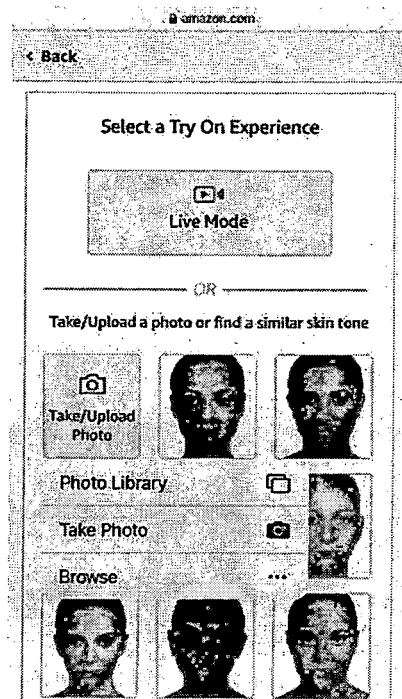 amazon.com
< Back
Select a Try On Experience
Live Mode
OR
Take/Upload a photo or find a similar skin tone
Take/Upload
Photo
Photo Library
Take Photo
Browse